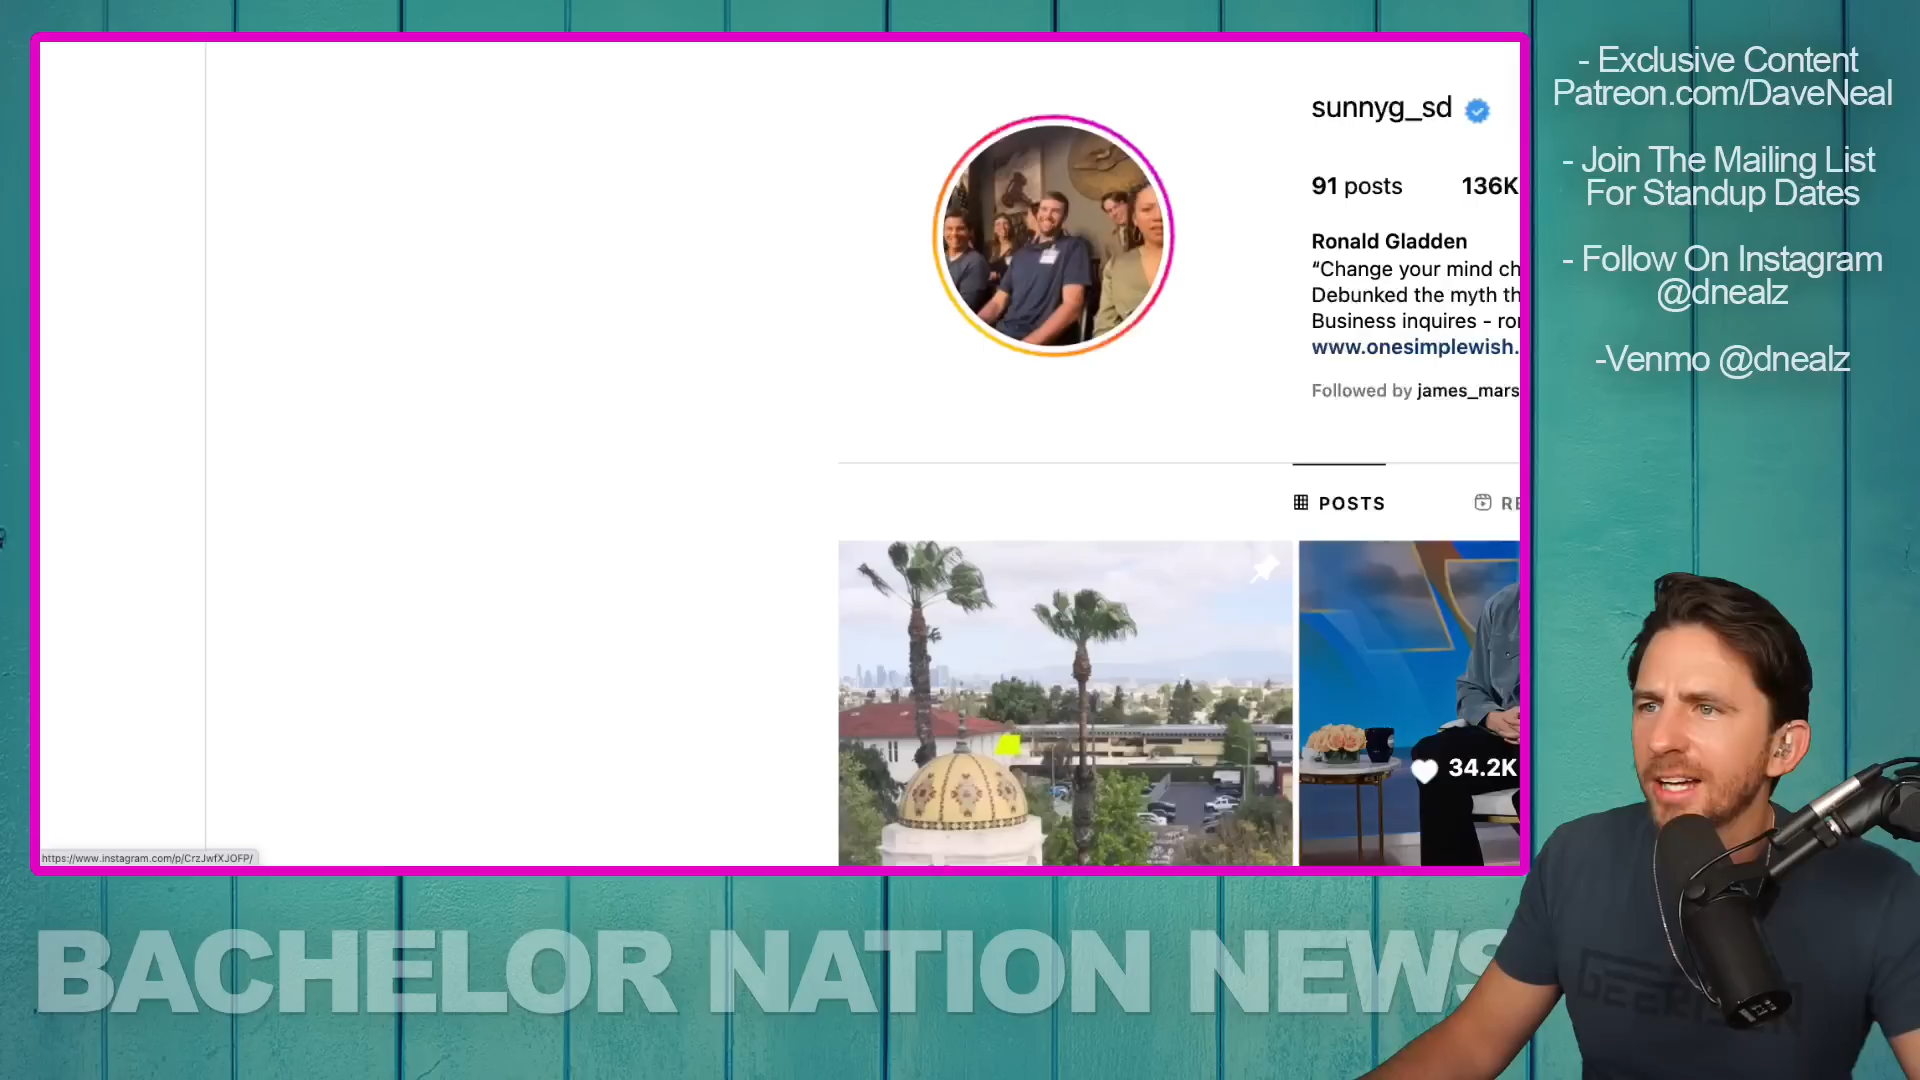 sunnyg_sd
91 posts 136K
Ronald Gladden
“Change your mind ch
Debunked the myth th
Business inquires - ror
www.onesimplewish.
Followed by james_mars
POSTS RE
34.2K
https://www.instagram.com/p/CrzJwfXJOFP/
- Exclusive Content
Patreon.com/DaveNeal
- Join The Mailing List
For Standup Dates
- Follow On Instagram
@dnealz
-Venmo @dnealz
BACHELOR NATION NEWS